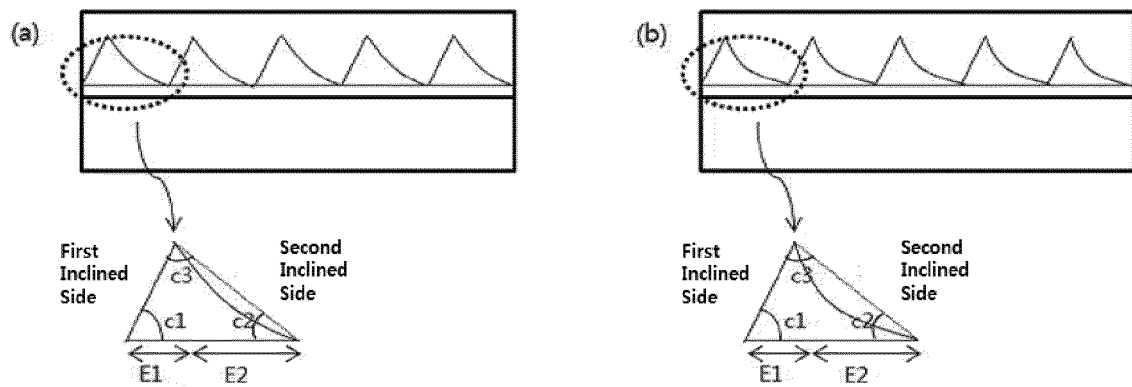 (a)
First
Inclined
Side
Second
Inclined
Side
c3
c1
c2
E1
E2
(b)
First
Inclined
Side
Second
Inclined
Side
c3
c1
c2
E1
E2